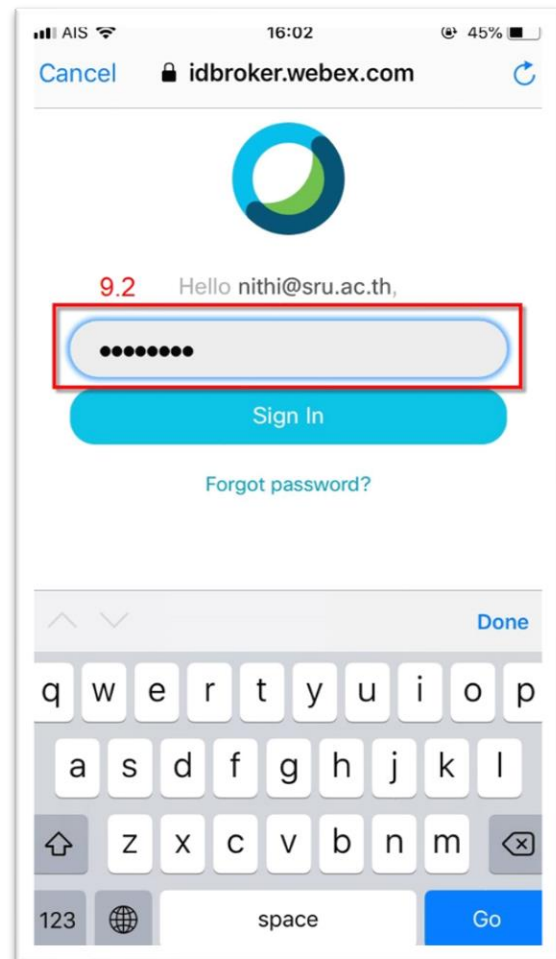 AIS 16:02 45%
Cancel idbroker.webex.com
9.2 Hello nithi@sru.ac.th,
••••••••
Sign In
Forgot password?
Done
q w e r t y u i o p
a s d f g h j k l
z x c v b n m
123 space Go